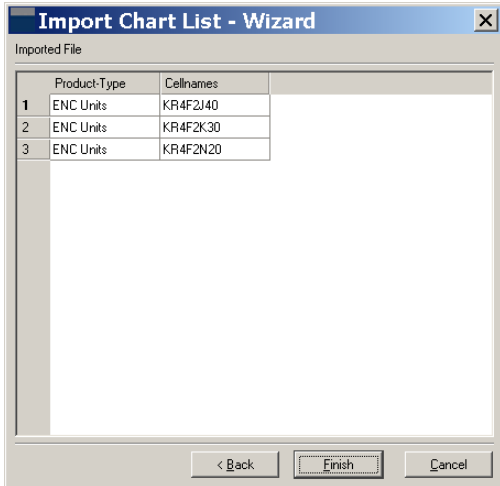 Import Chart List - Wizard
Imported File
Product-Type Cellnames
1 ENC Units KR4F2J40
2 ENC Units KR4F2K30
3 ENC Units KR4F2N20
< Back Finish Cancel